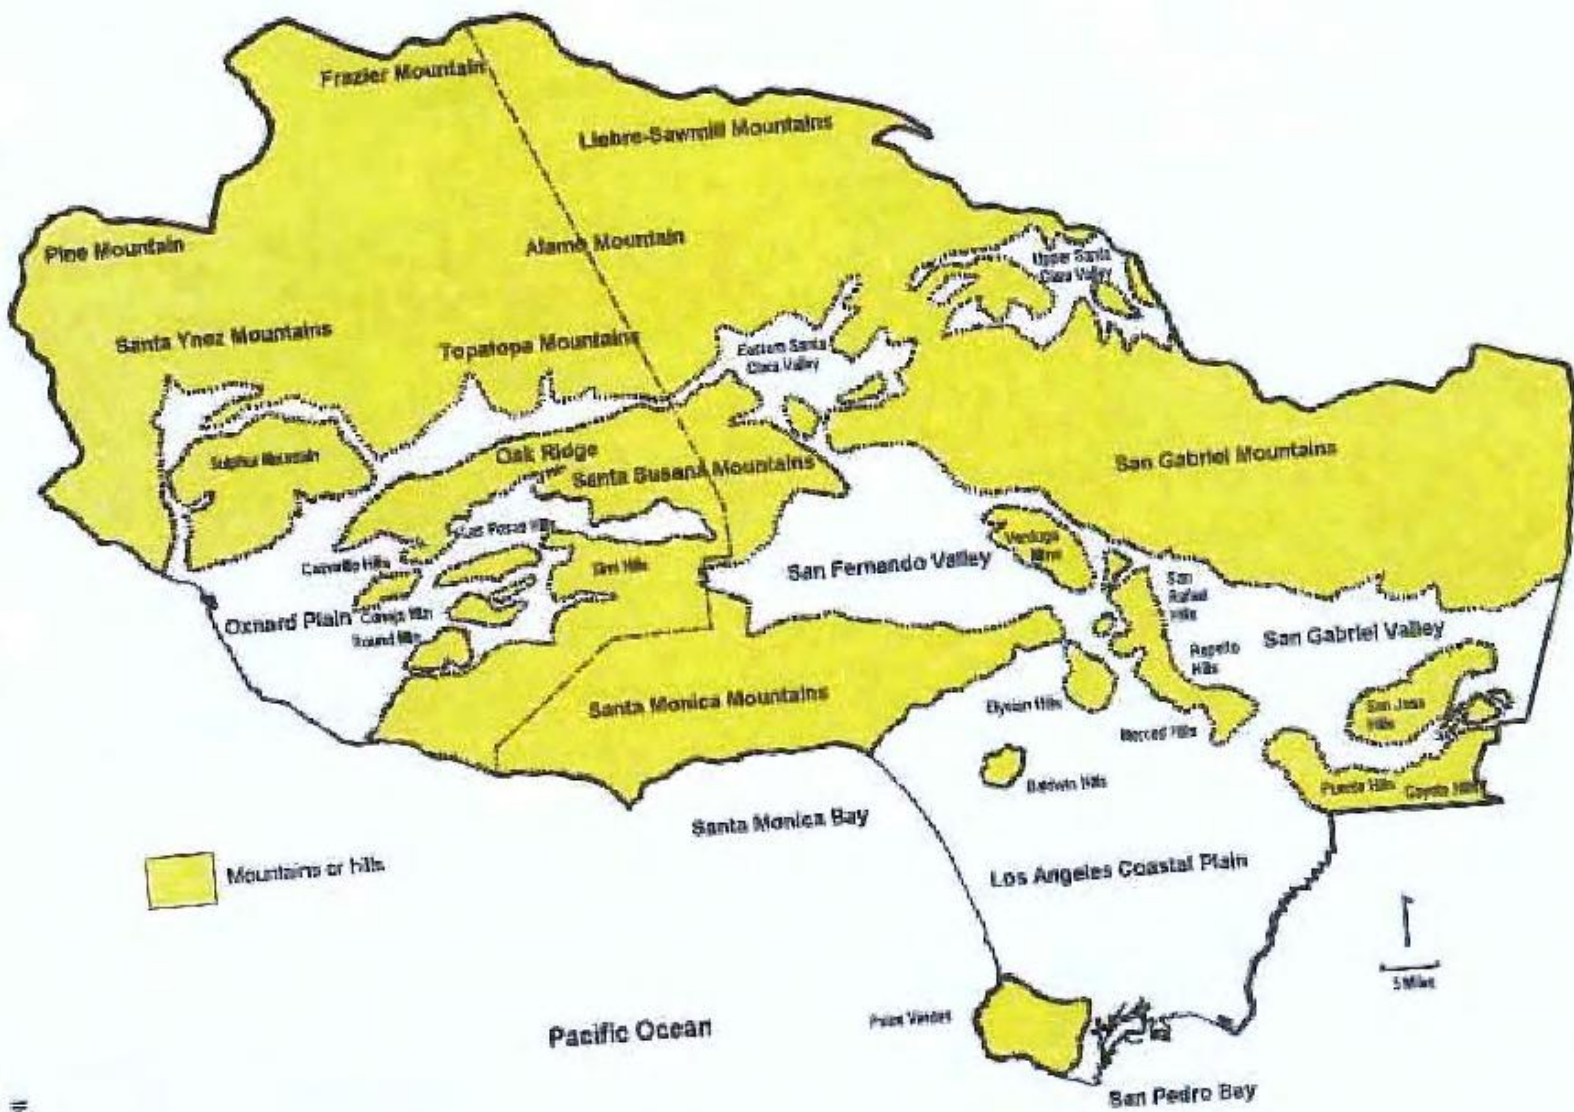 Frazier Mountain
Liebre-Sawmill Mountains
Pine Mountain
Alamo Mountain
Upper Santa
Clara Valley
Santa Ynez Mountains
Topatopa Mountains
Eastern Santa
Clara Valley
Sulphur Mountain
Oak Ridge
Santa Susana Mountains
San Gabriel Mountains
Las Posas Hills
Camarillo Hills
Simi Hills
San Fernando Valley
Verdugo
Mtns
San
Rafael
Hills
Oxnard Plain
Conejo Mtn
Round Mtn
San Gabriel Valley
Repetto
Hills
Santa Monica Mountains
Elysian Hills
Merced Hills
San Jose
Hills
Baldwin Hills
Puente Hills
Coyote Hills
Santa Monica Bay
Mountains or hills
Los Angeles Coastal Plain
5 Miles
Pacific Ocean
Palos Verdes
San Pedro Bay